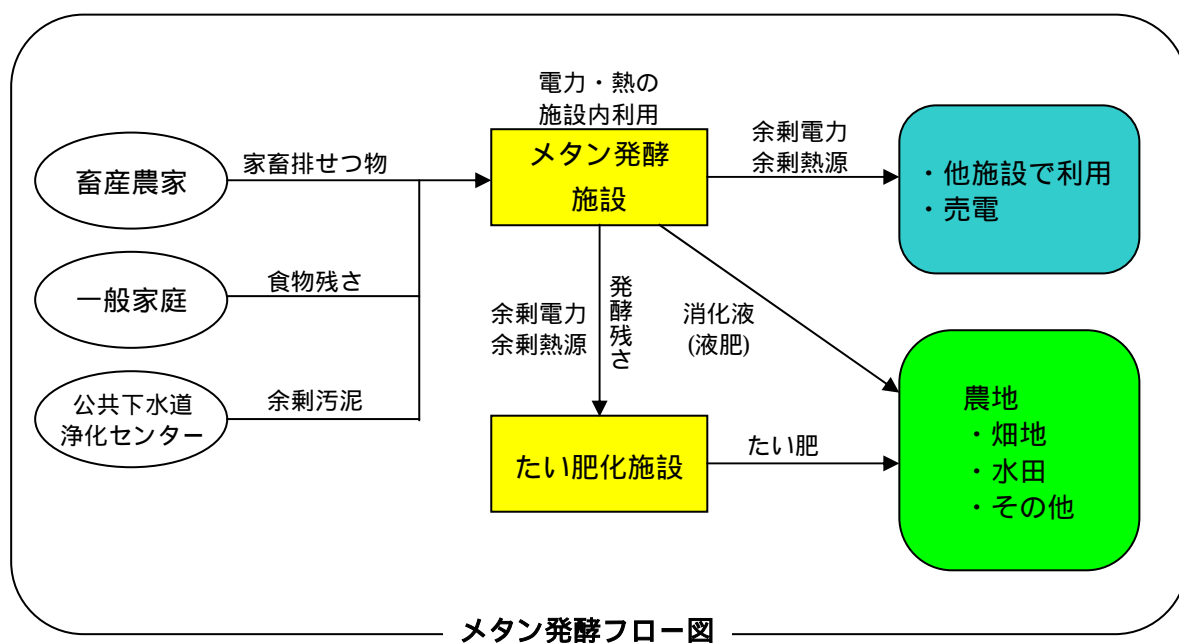 電力・熱の
施設内利用
畜産農家
家畜排せつ物
メタン発酵
施設
余剰電力
余剰熱源
・他施設で利用
・売電
一般家庭
食物残さ
余剰電力
余剰熱源
発酵残さ
消化液
(液肥)
公共下水道
浄化センター
余剰汚泥
たい肥化施設
たい肥
農地
・畑地
・水田
・その他
メタン発酵フロー図